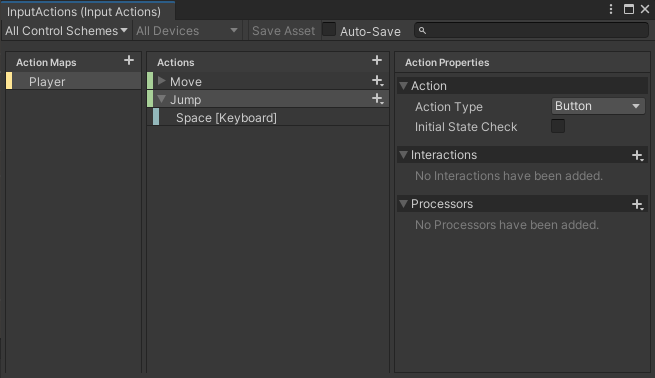 InputActions (Input Actions)
All Control Schemes All Devices Save Asset Auto-Save
Action Maps
Player
Actions
Move
Jump
Space [Keyboard]
Action Properties
Action
Action Type Button
Initial State Check
Interactions
No Interactions have been added.
Processors
No Processors have been added.